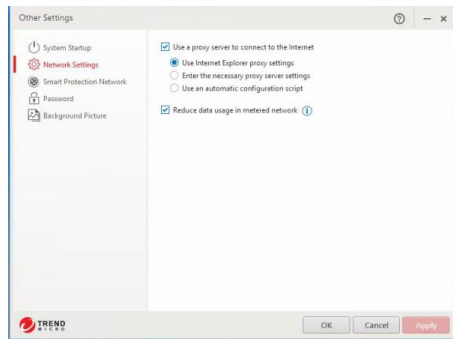 Other Settings
System Startup
Network Settings
Smart Protection Network
Password
Background Picture
Use a proxy server to connect to the Internet
Use Internet Explorer proxy settings
Enter the necessary proxy server settings
Use an automatic configuration script
Reduce data usage in metered network
TREND
MICRO
OK
Cancel
Apply